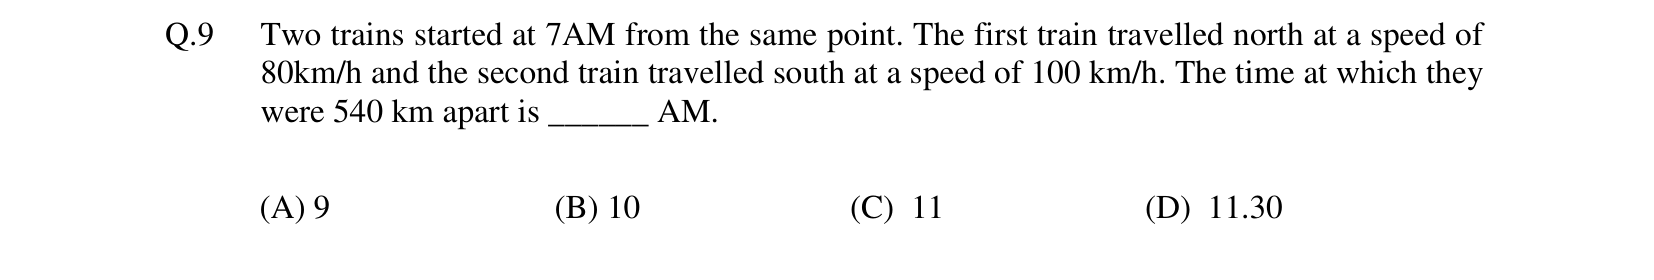 Q.9 Two trains started at 7AM from the same point. The first train travelled north at a speed of
80km/h and the second train travelled south at a speed of 100 km/h. The time at which they
were 540 km apart is ______ AM.
(A) 9 (B) 10 (C) 11 (D) 11.30